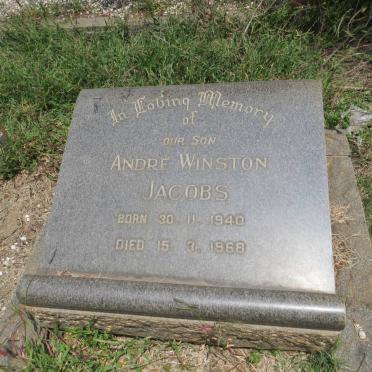 In Loving Memory
of
OUR SON
ANDRE WINSTON
JACOBS
BORN 30. 11. 1940
DIED 15. 3. 1968